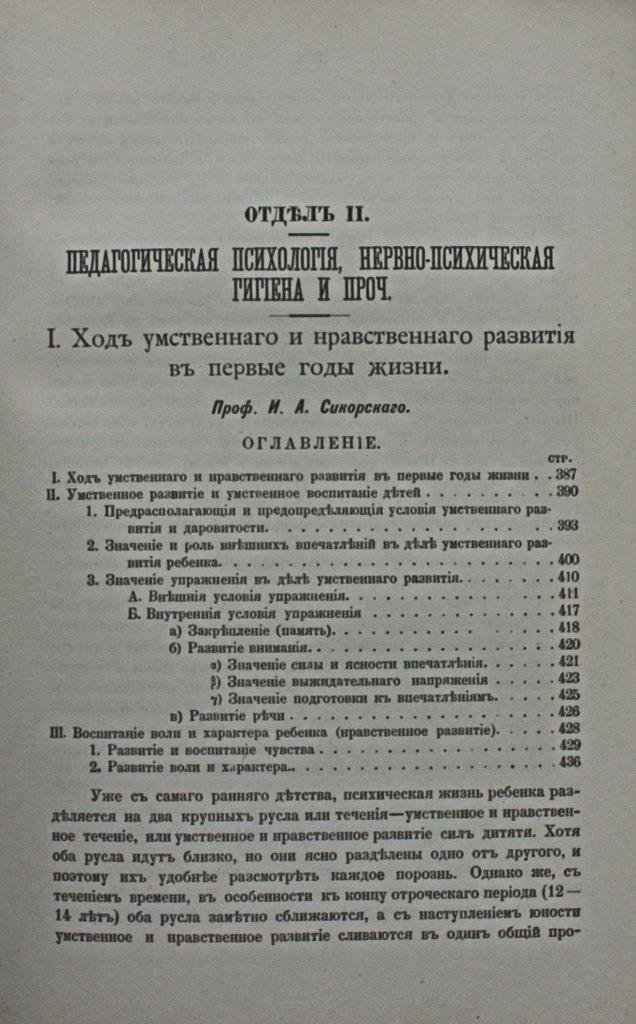 ОТДѢЛЪ II.
ПЕДАГОГИЧЕСКАЯ ПСИХОЛОГІЯ, НЕРВНО-ПСИХИЧЕСКАЯ
ГИГІЕНА И ПРОЧ.
I. Ходъ умственнаго и нравственнаго развитія
въ первые годы жизни.
Проф. И. А. Сикорскаго.
ОГЛАВЛЕНІЕ.
СТР.
I. Ходъ умственнаго и нравственнаго развитія въ первые годы жизни . . 387
II. Умственное развитіе и умственное воспитаніе дѣтей . . . . . . . . 390
1. Предрасполагающія и предопредѣляющія условія умственнаго раз-
витія и даровитости. . . . . . . . . . . . . . . . . . . 393
2. Значеніе и роль внѣшнихъ впечатлѣній въ дѣлѣ умственнаго раз-
витія ребенка. . . . . . . . . . . . . . . . . . . . . . 400
3. Значеніе упражненія въ дѣлѣ умственнаго развитія. . . . . . . 410
А. Внѣшнія условія упражненія. . . . . . . . . . . . . . 411
Б. Внутреннія условія упражненія . . . . . . . . . . . . 417
а) Закрѣпленіе (память). . . . . . . . . . . . . . . 418
б) Развитіе вниманія. . . . . . . . . . . . . . . . . 420
α) Значеніе силы и ясности впечатлѣнія. . . . . . 421
β) Значеніе выжидательнаго напряженія . . . . . 423
γ) Значеніе подготовки къ впечатлѣніямъ. . . . . 425
в) Развитіе рѣчи . . . . . . . . . . . . . . . . . . 426
III. Воспитаніе воли и характера ребенка (нравственное развитіе). . . . . 428
1. Развитіе и воспитаніе чувства . . . . . . . . . . . . . . . . 429
2. Развитіе воли и характера.. . . . . . . . . . . . . . . . . . 436
Уже съ самаго ранняго дѣтства, психическая жизнь ребенка раз-
дѣляется на два крупныхъ русла или теченія—умственное и нравствен-
ное теченіе, или умственное и нравственное развитіе силъ дитяти. Хотя
оба русла идутъ близко, но они ясно раздѣлены одно отъ другого, и
поэтому ихъ удобнѣе разсмотрѣть каждое порознь. Однако же, съ
теченіемъ времени, въ особенности къ концу отроческаго періода (12—
14 лѣтъ) оба русла замѣтно сближаются, а съ наступленіемъ юности
умственное и нравственное развитіе сливаются въ одинъ общій про-